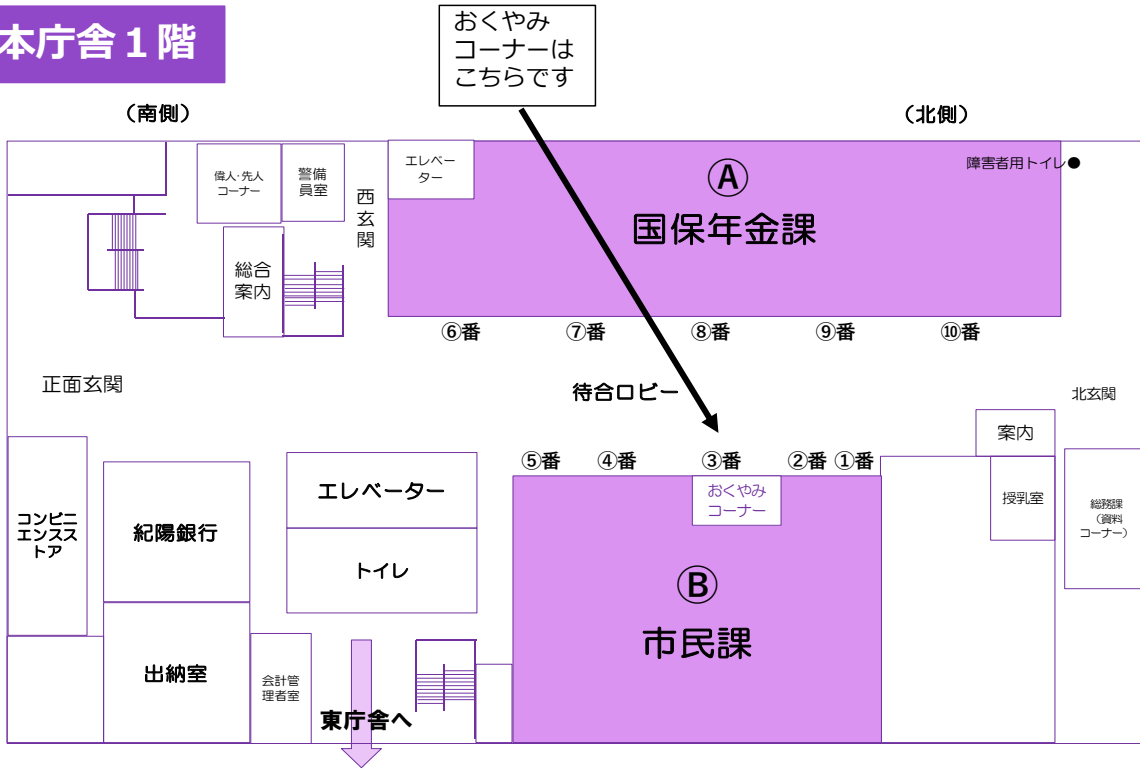 本庁舎１階
おくやみ
コーナーは
こちらです
（南側）
（北側）
偉人・先人
コーナー
警備
員室
西玄関
エレベー
ター
Ⓐ
国保年金課
障害者用トイレ●
総合
案内
⑥番
⑦番
⑧番
⑨番
⑩番
正面玄関
待合ロビー
北玄関
案内
⑤番
④番
③番
②番
①番
おくやみ
コーナー
授乳室
総務課
（資料
コーナー）
コンビニ
エンスス
トア
紀陽銀行
エレベーター
トイレ
Ⓑ
市民課
出納室
会計管
理者室
東庁舎へ